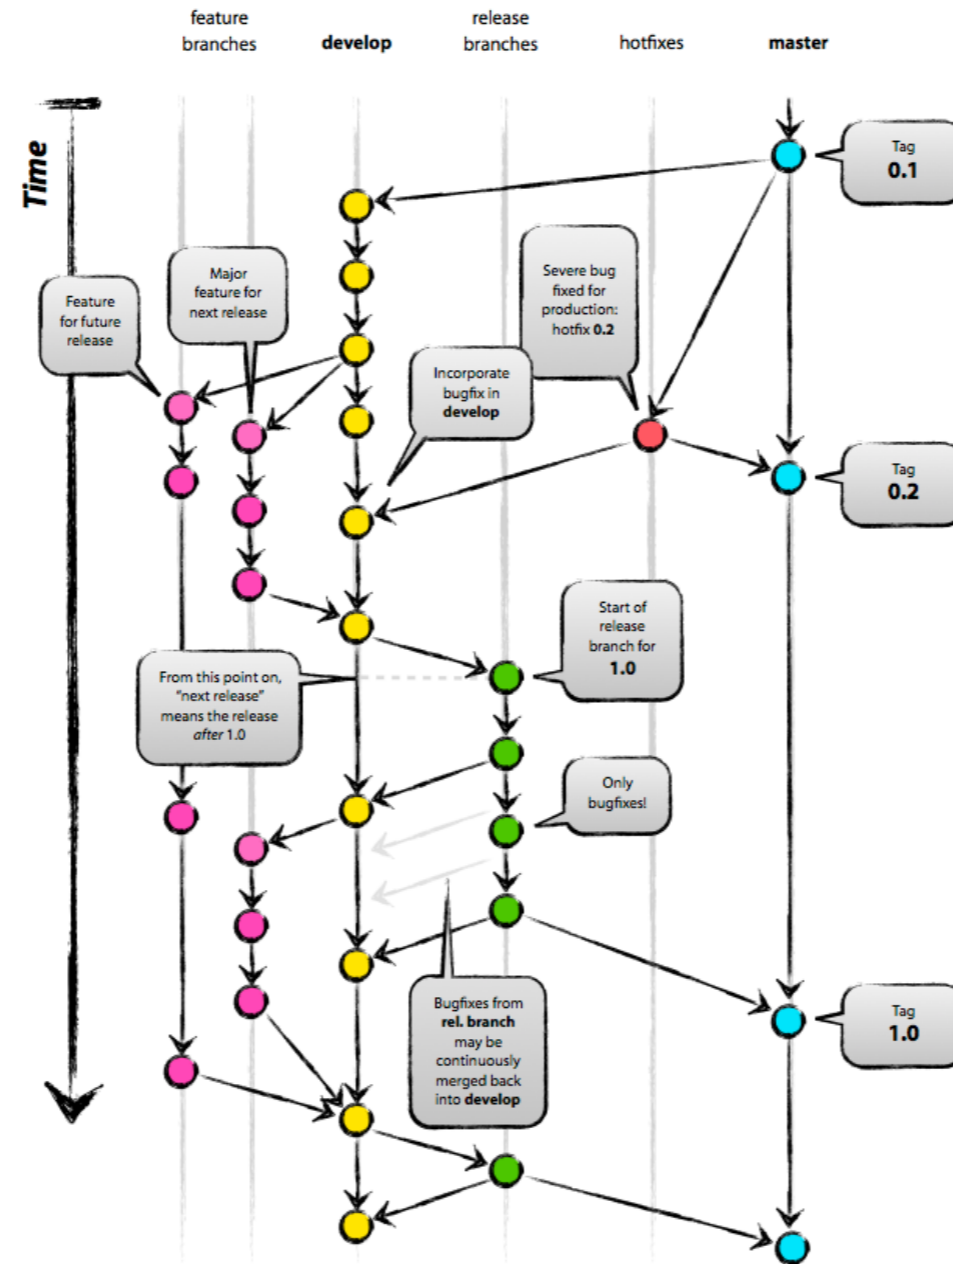 feature
branches
develop
release
branches
hotfixes
master
Time
Tag
0.1
Feature
for future
release
Major
feature for
next release
Severe bug
fixed for
production:
hotfix 0.2
Incorporate
bugfix in
develop
Tag
0.2
Start of
release
branch for
1.0
From this point on,
“next release”
means the release
after 1.0
Only
bugfixes!
Bugfixes from
rel. branch
may be
continuously
merged back
into develop
Tag
1.0